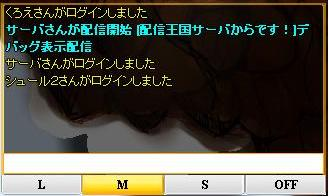 くろえさんがログインしました
サーバさんが配信開始 [配信王国サーバからです！]デ
バッグ表示配信
サーバさんがログインしました
シュール2さんがログインしました
L M S OFF